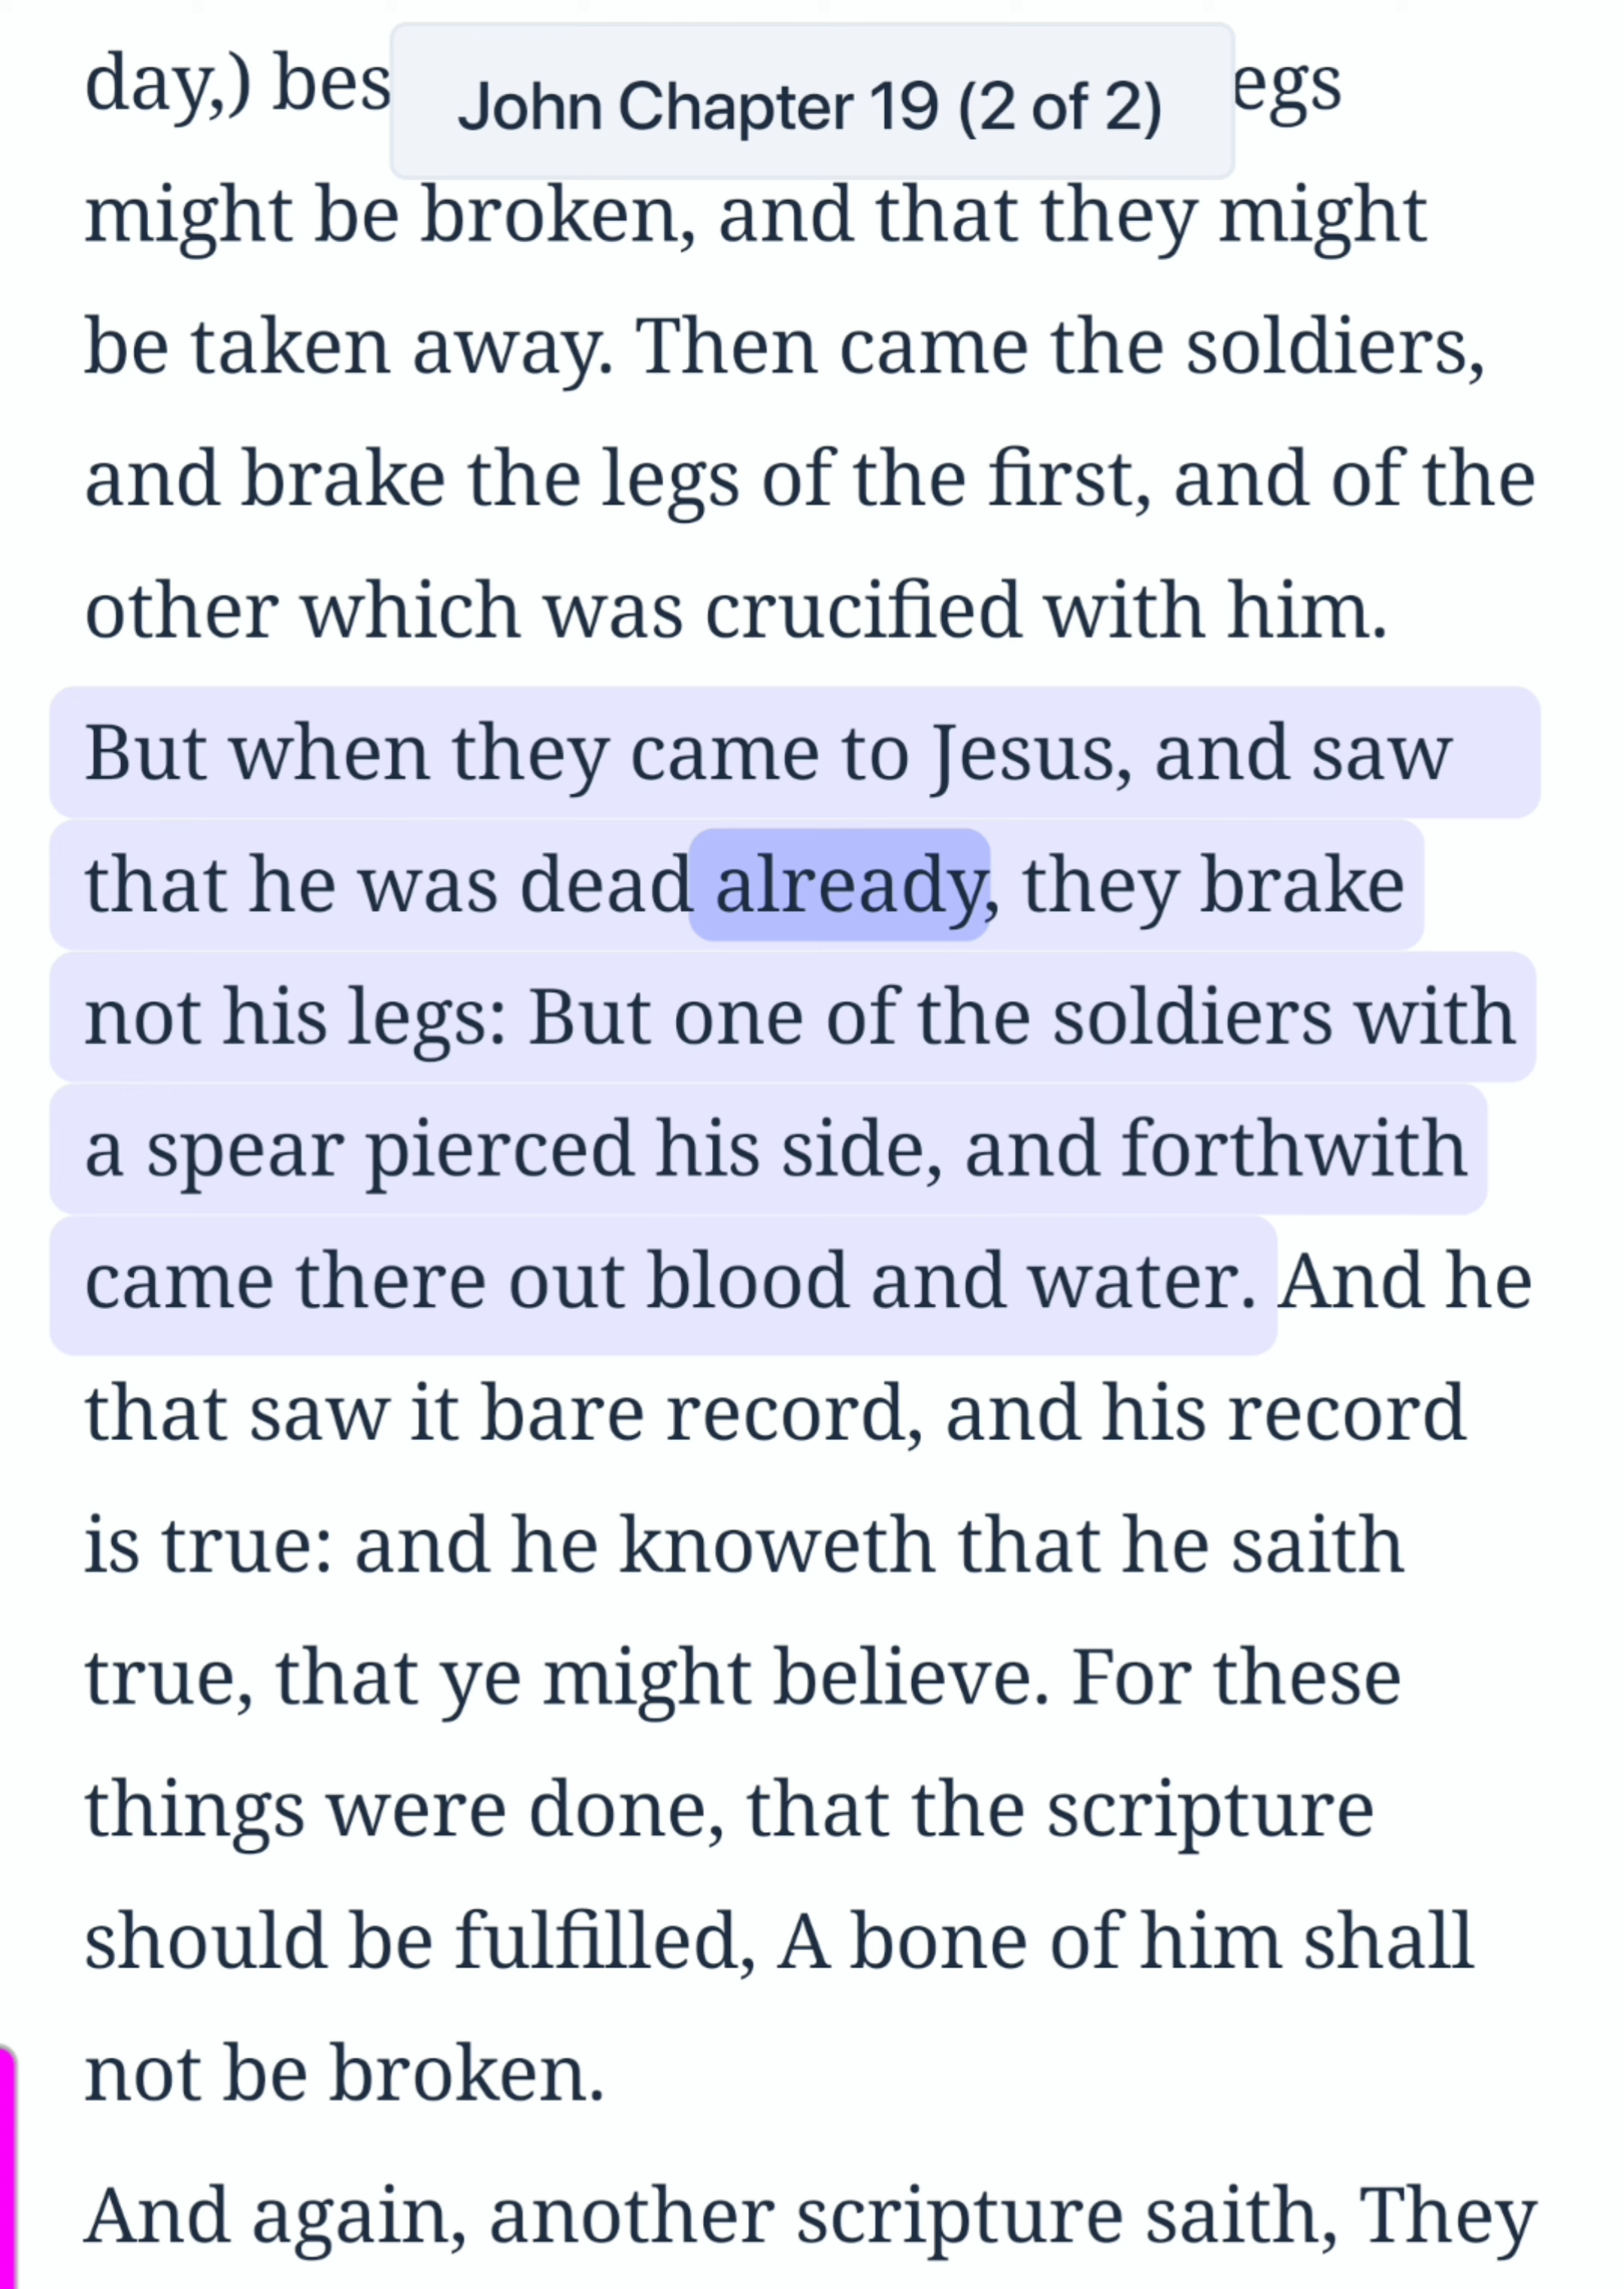 John Chapter 19 (2 of 2)
day,)
might be broken, and that they might
be taken away. Then came the soldiers,
and brake the legs of the first, and of the
other which was crucified with him.
But when they came to Jesus, and saw
that he was dead already, they brake
not his legs: But one of the soldiers with
a spear pierced his side, and forthwith
came there out blood and water. And he
that saw it bare record, and his record
is true: and he knoweth that he saith
true, that ye might believe. For these
things were done, that the scripture
should be fulfilled, A bone of him shall
not be broken.
And again, another scripture saith, They